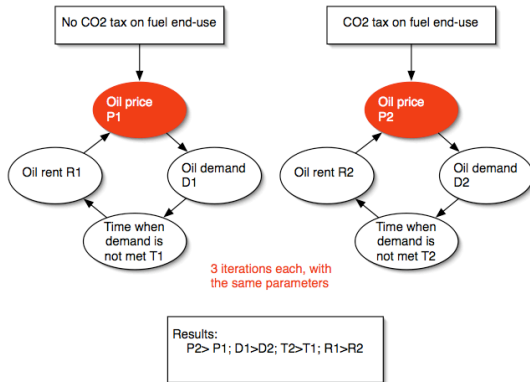 No CO2 tax on fuel end-use
CO2 tax on fuel end-use
Oil price
P1
Oil price
P2
Oil rent R1
Oil demand
D1
Oil rent R2
Oil demand
D2
Time when
demand is
not met T1
Time when
demand is
not met T2
3 iterations each, with
the same parameters
Results:
P2> P1; D1>D2; T2>T1; R1>R2